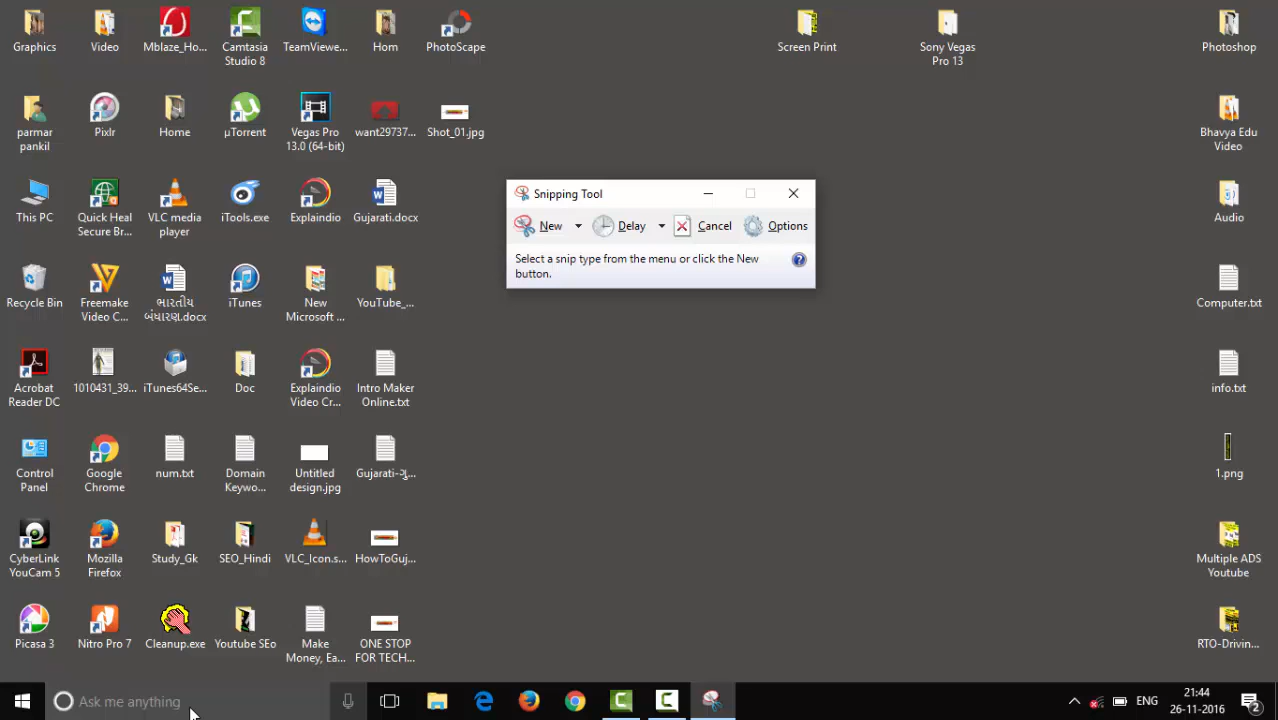 Graphics
Video
Mblaze_Ho...
Camtasia
Studio 8
TeamViewe...
Hom
PhotoScape
Screen Print
Sony Vegas
Pro 13
Photoshop
parmar
pankil
Pixlr
Home
µTorrent
Vegas Pro
13.0 (64-bit)
want29737...
Shot_01.jpg
Bhavya Edu
Video
Snipping Tool
New
Delay
Cancel
Options
Select a snip type from the menu or click the New
button.
This PC
Quick Heal
Secure Br...
VLC media
player
iTools.exe
Explaindio
Gujarati.docx
Audio
Recycle Bin
Freemake
Video C...
ભારતીય
બંધારણ.docx
iTunes
New
Microsoft ...
YouTube_...
Computer.txt
Acrobat
Reader DC
1010431_39...
iTunes64Se...
Doc
Explaindio
Video Cr...
Intro Maker
Online.txt
info.txt
Control
Panel
Google
Chrome
num.txt
Domain
Keywo...
Untitled
design.jpg
Gujarati-ગુ...
1.png
CyberLink
YouCam 5
Mozilla
Firefox
Study_Gk
SEO_Hindi
VLC_Icon.s...
HowToGuj...
Multiple ADS
Youtube
Picasa 3
Nitro Pro 7
Cleanup.exe
Youtube SEo
Make
Money, Ea...
ONE STOP
FOR TECH...
RTO-Drivin...
Ask me anything
ENG
21:44
26-11-2016
2